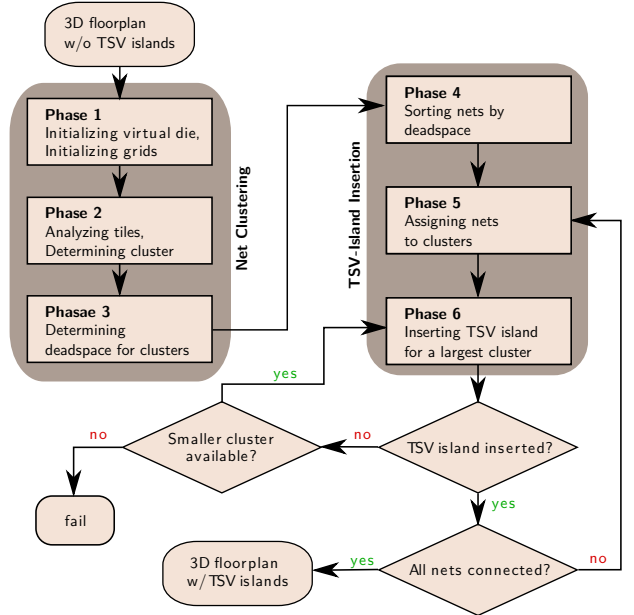 3D floorplan
w/o TSV islands
Phase 1
Initializing virtual die,
Initializing grids
Phase 2
Analyzing tiles,
Determining cluster
Phasae 3
Determining
deadspace for clusters
Net Clustering
TSV-Island Insertion
Phase 4
Sorting nets by
deadspace
Phase 5
Assigning nets
to clusters
Phase 6
Inserting TSV island
for a largest cluster
yes
no
Smaller cluster
available?
no
TSV island inserted?
fail
yes
3D floorplan
w/TSV islands
yes
All nets connected?
no